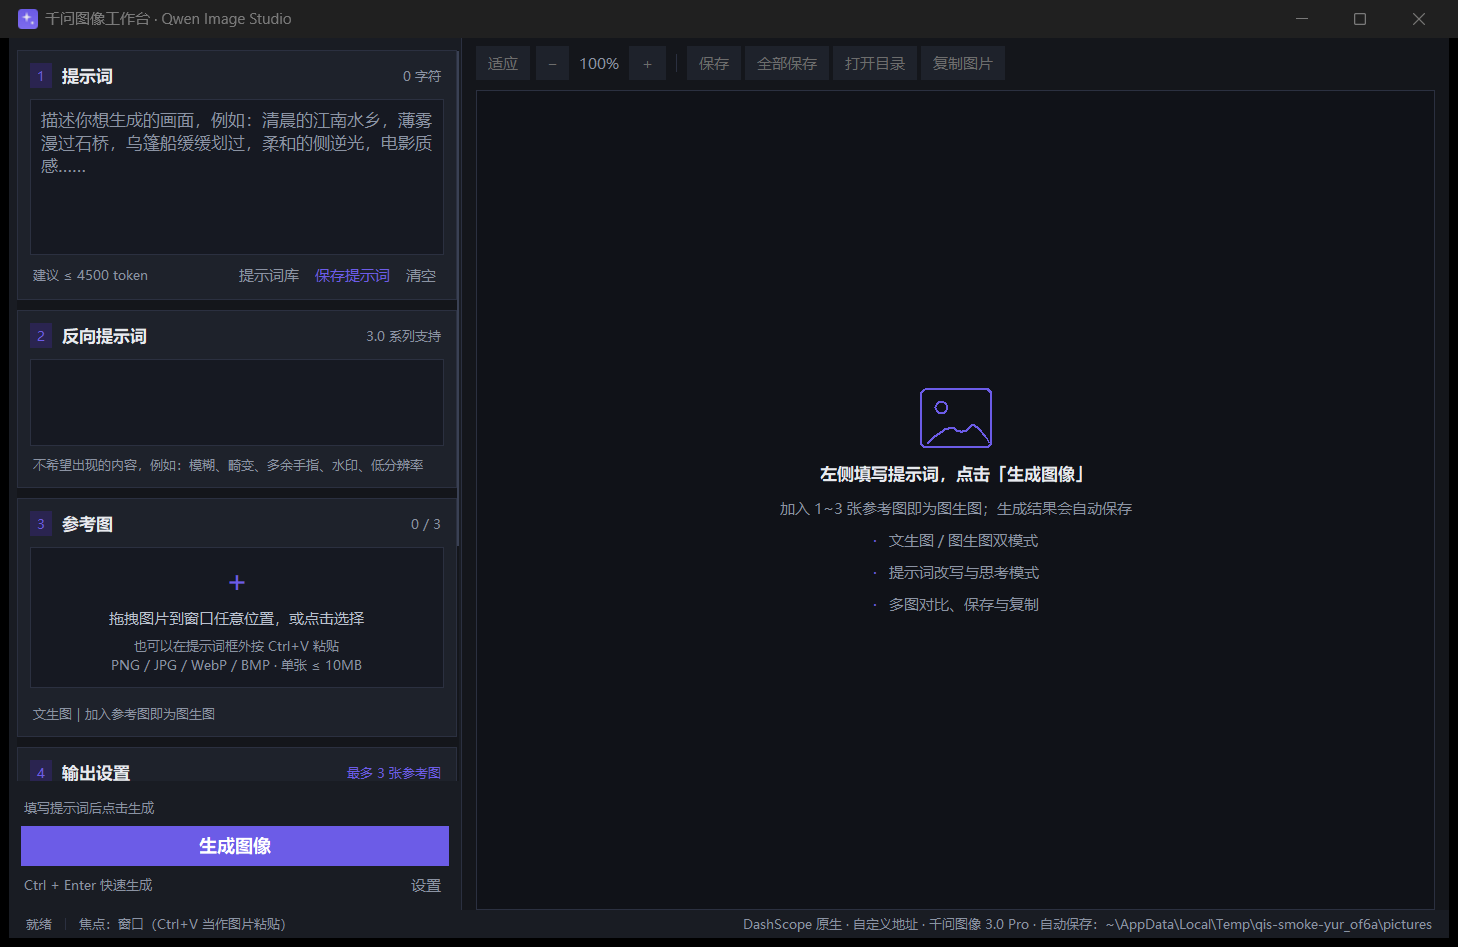 千问图像工作台 · Qwen Image Studio
1 提示词 0 字符
描述你想生成的画面，例如：清晨的江南水乡，薄雾
漫过石桥，乌篷船缓缓划过，柔和的侧逆光，电影质
感……
建议 ≤ 4500 token 提示词库 保存提示词 清空
2 反向提示词 3.0 系列支持
不希望出现的内容，例如：模糊、畸变、多余手指、水印、低分辨率
3 参考图 0 / 3
+
拖拽图片到窗口任意位置，或点击选择
也可以在提示词框外按 Ctrl+V 粘贴
PNG / JPG / WebP / BMP · 单张 ≤ 10MB
文生图 | 加入参考图即为图生图
4 输出设置 最多 3 张参考图
填写提示词后点击生成
生成图像
Ctrl + Enter 快速生成 设置
适应 − 100% + 保存 全部保存 打开目录 复制图片
左侧填写提示词，点击「生成图像」
加入 1~3 张参考图即为图生图；生成结果会自动保存
· 文生图 / 图生图双模式
· 提示词改写与思考模式
· 多图对比、保存与复制
就绪 焦点：窗口（Ctrl+V 当作图片粘贴） DashScope 原生 · 自定义地址 · 千问图像 3.0 Pro · 自动保存：~\AppData\Local\Temp\qis-smoke-yur_of6a\pictures